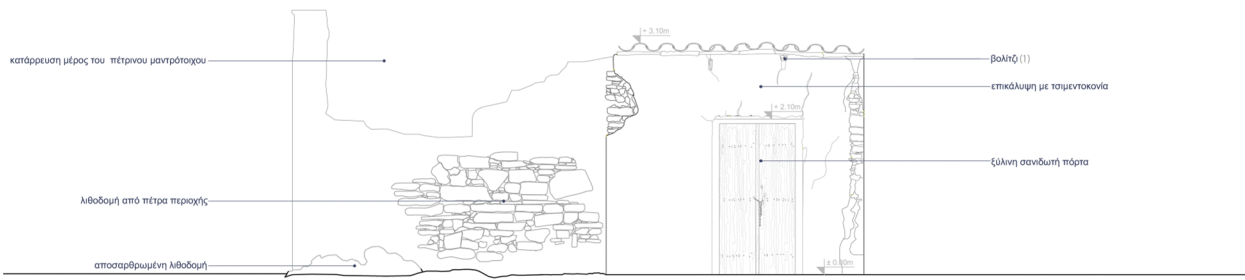 + 3.10m
κατάρρευση μέρος του πέτρινου μαντρότοιχου
βολίτζι (1)
επικάλυψη με τσιμεντοκονία
+ 2.10m
ξύλινη σανιδωτή πόρτα
λιθοδομή από πέτρα περιοχής
αποσαρθρωμένη λιθοδομή
± 0.00m